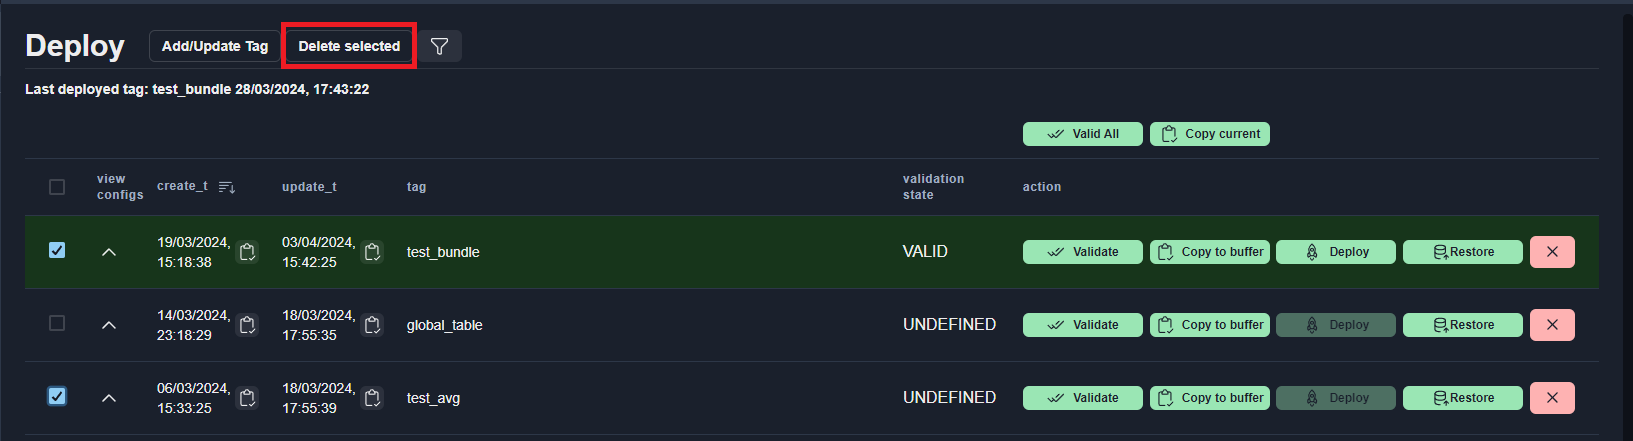 Deploy Add/Update Tag Delete selected
Last deployed tag: test_bundle 28/03/2024, 17:43:22
Valid All Copy current
view configs create_t update_t tag validation state action
19/03/2024, 03/04/2024,
15:18:38 15:42:25 test_bundle VALID Validate Copy to buffer Deploy Restore
14/03/2024, 18/03/2024,
23:18:29 17:55:35 global_table UNDEFINED Validate Copy to buffer Deploy Restore
06/03/2024, 18/03/2024,
15:33:25 17:55:39 test_avg UNDEFINED Validate Copy to buffer Deploy Restore